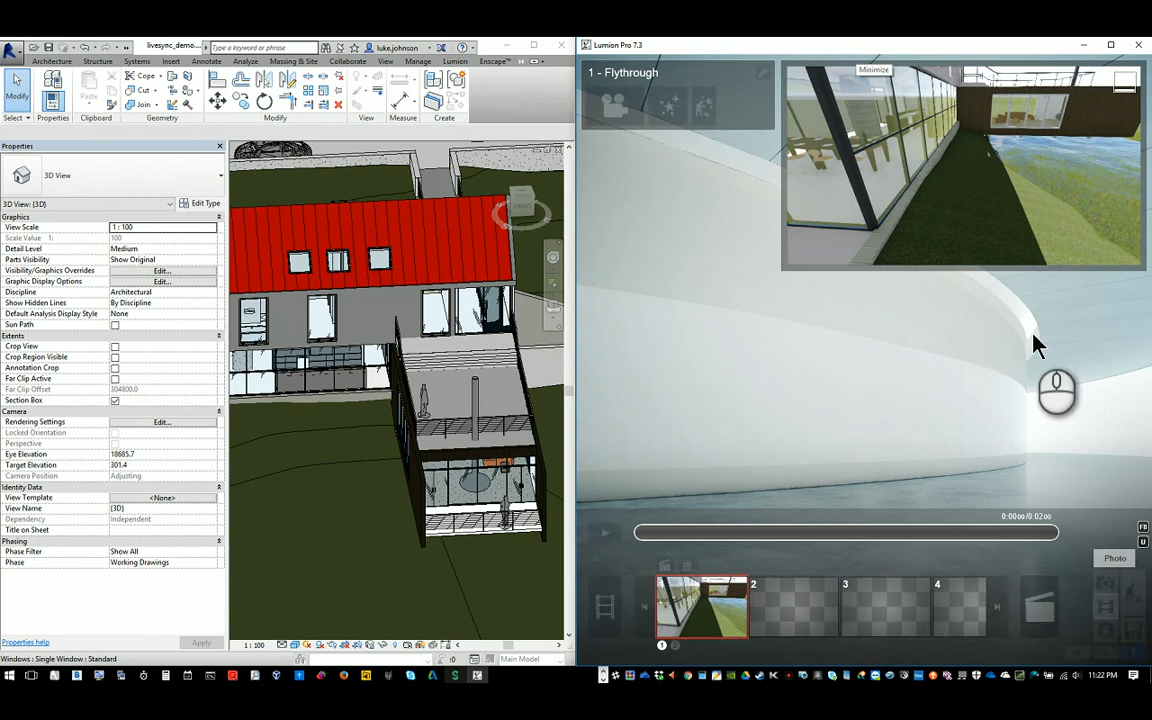 livesync_demo...
Type a keyword or phrase
luke.johnson
Architecture Structure Systems Insert Annotate Analyze Massing & Site Collaborate View Manage Add-Ins Enscape™
Modify
Properties
Paste
Cope
Cut
Join
Select
Properties
Clipboard
Geometry
Modify
View
Measure
Create
Properties
3D View
3D View: {3D}
Edit Type
Graphics
View Scale 1 : 100
Scale Value 1: 100
Detail Level Medium
Parts Visibility Show Original
Visibility/Graphics Overrides Edit...
Graphic Display Options Edit...
Discipline Architectural
Show Hidden Lines By Discipline
Default Analysis Display Style None
Sun Path
Extents
Crop View
Crop Region Visible
Annotation Crop
Far Clip Active
Far Clip Offset 304800.0
Section Box
Camera
Rendering Settings Edit...
Locked Orientation
Perspective
Eye Elevation 18685.7
Target Elevation 301.4
Camera Position Adjusting
Identity Data
View Template <None>
View Name {3D}
Dependency Independent
Title on Sheet
Phasing
Phase Filter Show All
Phase Working Drawings
Properties help
Apply
FRONT
1 : 100
Windows : Single Window : Standard
:0
Main Model
Lumion Pro 7.3
1 - Flythrough
Minimize
F8
U
Photo
2
3
4
1
2
11:22 PM